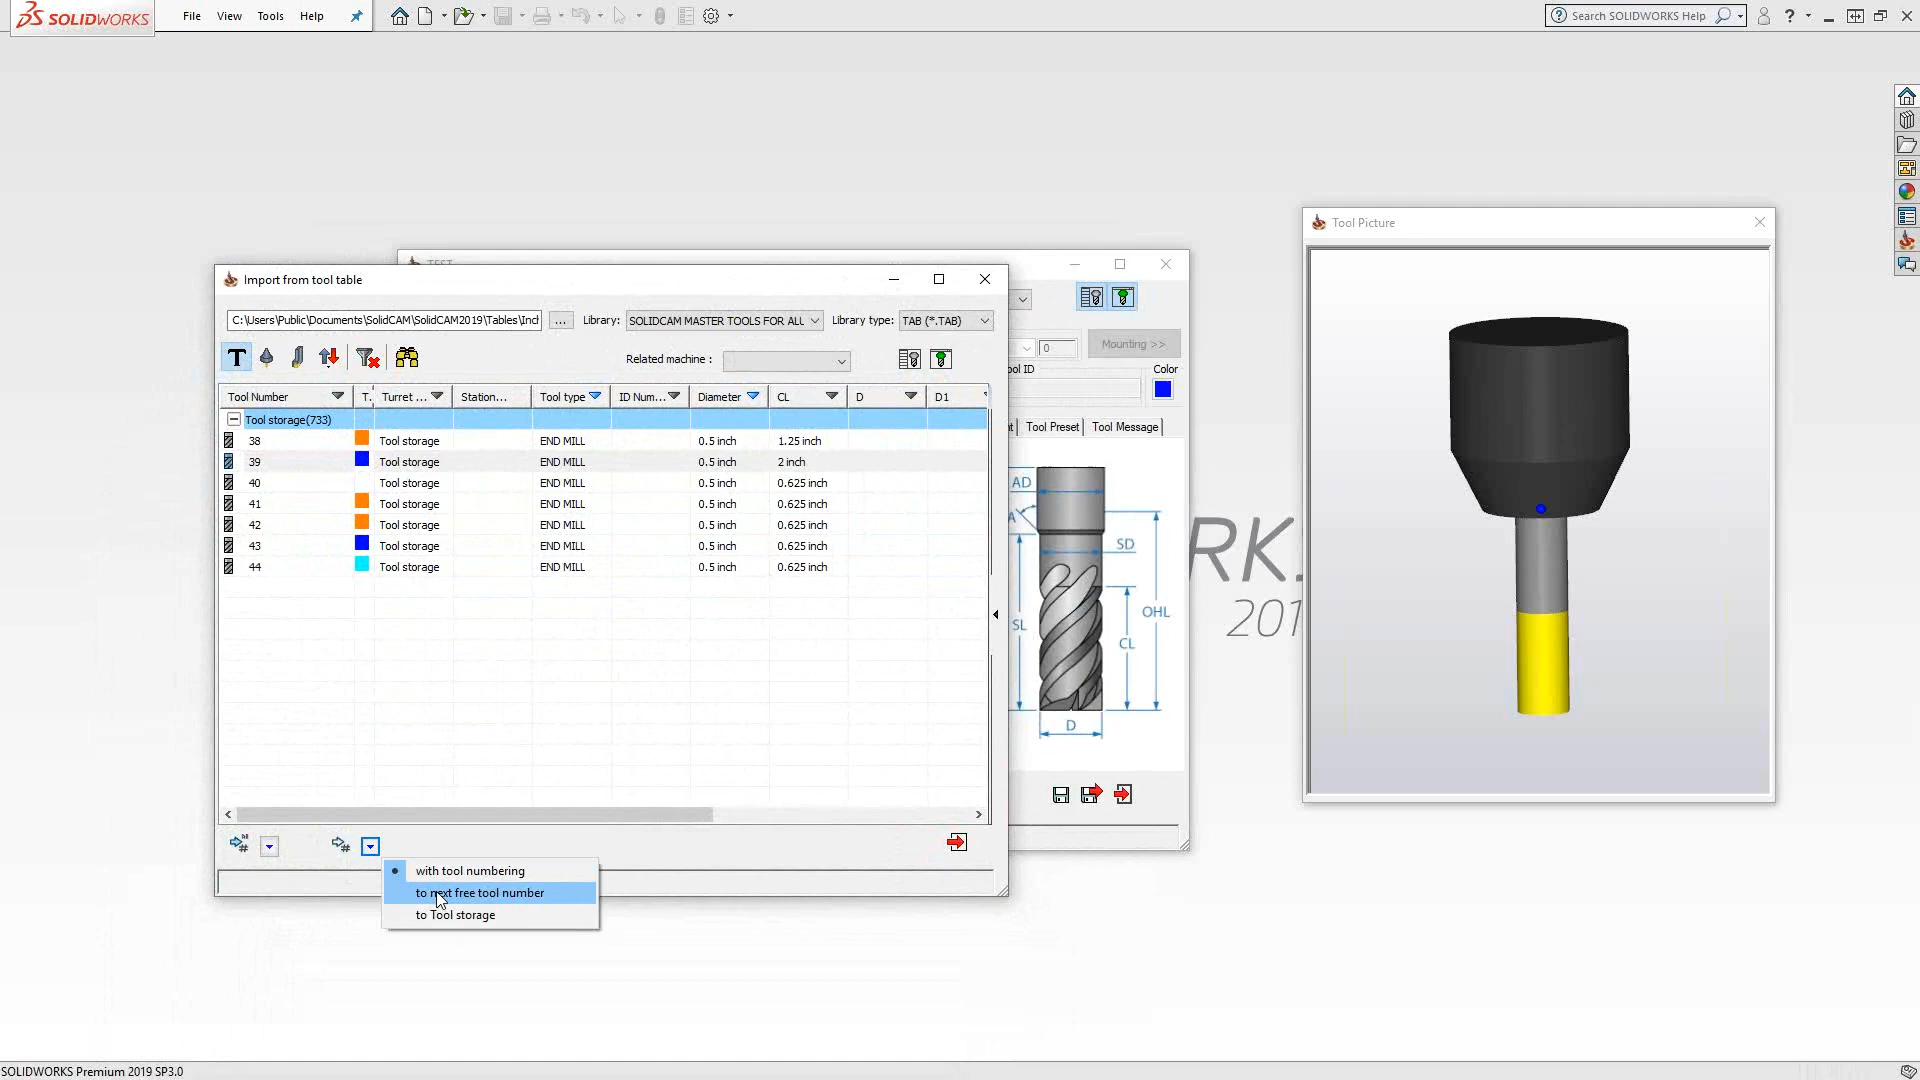 SOLIDWORKS
File View Tools Help
Search SOLIDWORKS Help
?
Tool Picture
TEST
Import from tool table
C:\Users\Public\Documents\SolidCAM\SolidCAM2019\Tables\Inch
...
Library:
SOLIDCAM MASTER TOOLS FOR ALL
Library type:
TAB (*.TAB)
T
Related machine :
0
Mounting >>
ool ID
Color
Tool Number T. Turret ... Station... Tool type ID Num... Diameter CL D D1
Tool storage(733)
38 Tool storage END MILL 0.5 inch 1.25 inch
39 Tool storage END MILL 0.5 inch 2 inch
40 Tool storage END MILL 0.5 inch 0.625 inch
41 Tool storage END MILL 0.5 inch 0.625 inch
42 Tool storage END MILL 0.5 inch 0.625 inch
43 Tool storage END MILL 0.5 inch 0.625 inch
44 Tool storage END MILL 0.5 inch 0.625 inch
Tool Preset
Tool Message
AD
A
SD
OHL
SL
CL
D
RK
201
with tool numbering
to next free tool number
to Tool storage
SOLIDWORKS Premium 2019 SP3.0